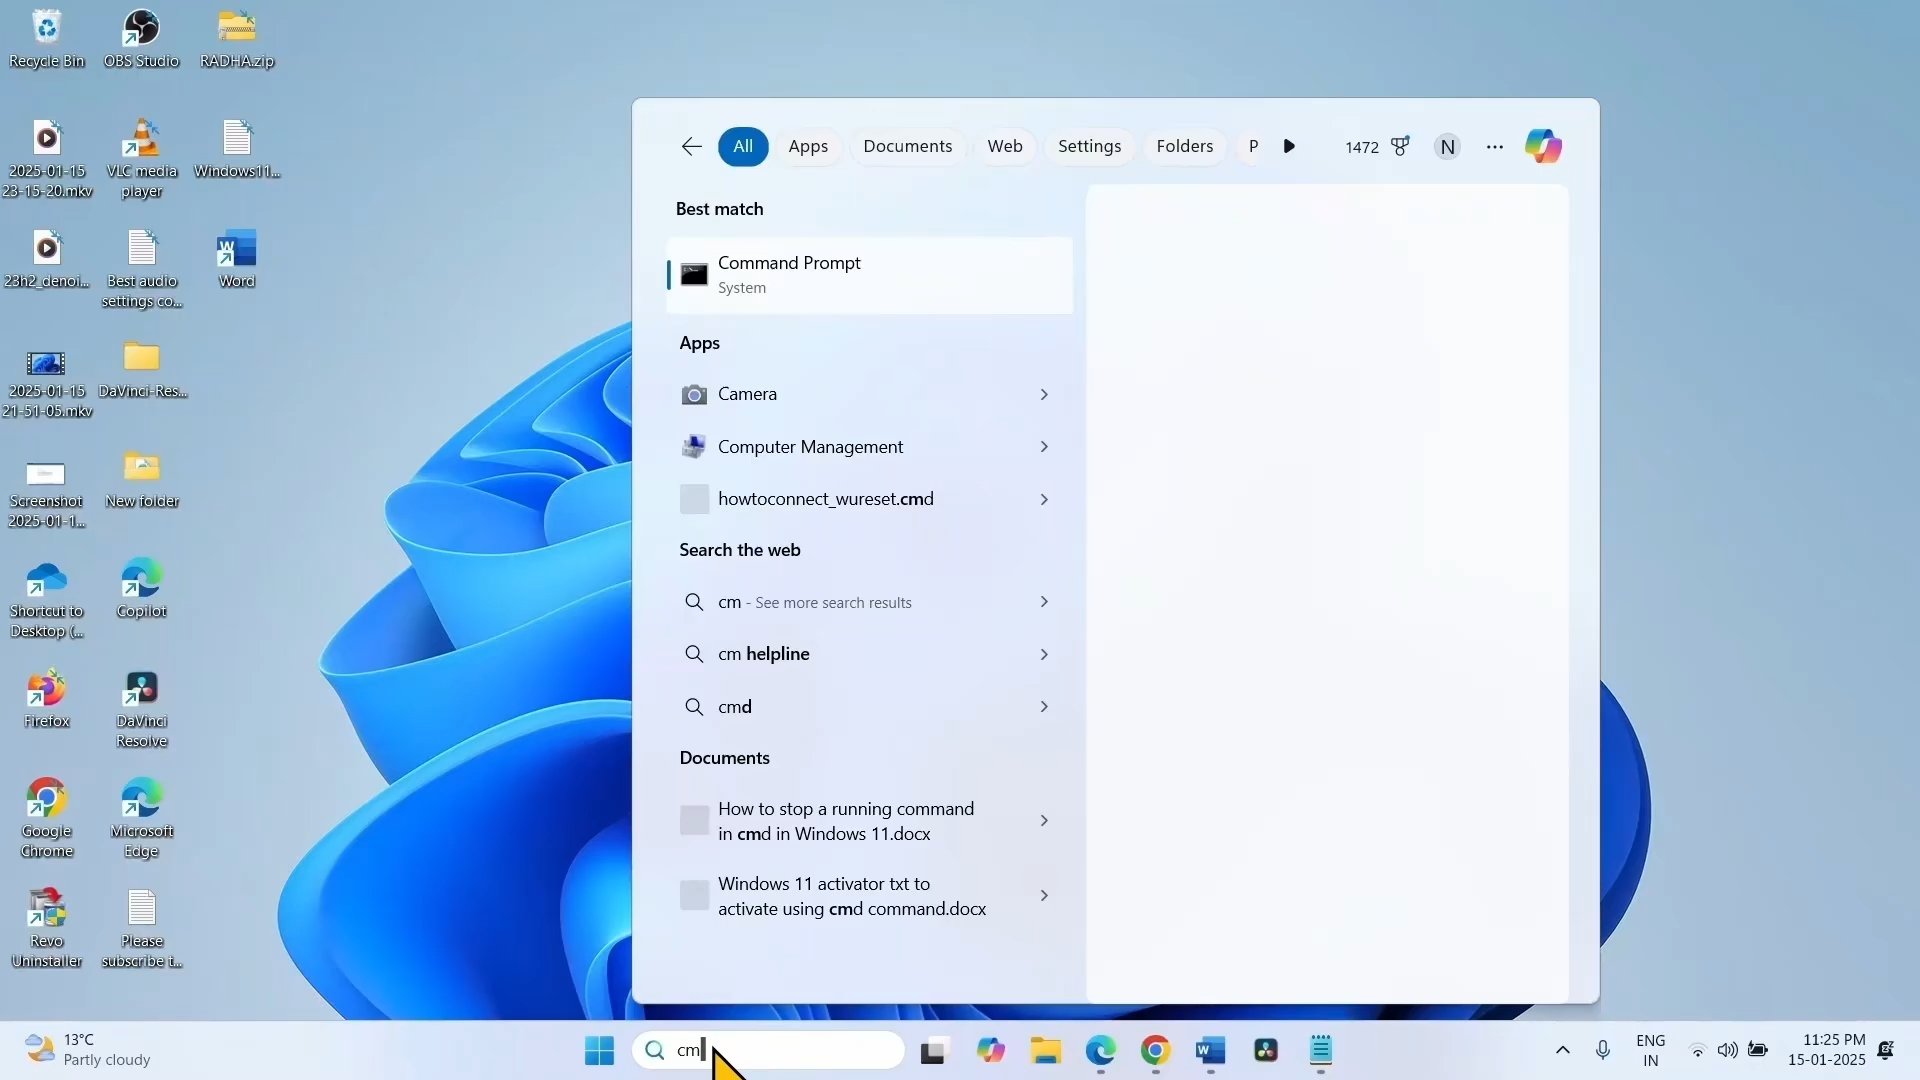 Recycle Bin
OBS Studio
RADHA.zip
2025-01-15
23-15-20.mkv
VLC media
player
Windows11...
23h2_denoi...
Best audio
settings co...
Word
2025-01-15
21-51-05.mkv
DaVinci-Res...
Screenshot
2025-01-1...
New folder
Shortcut to
Desktop (...
Copilot
Firefox
DaVinci
Resolve
Google
Chrome
Microsoft
Edge
Revo
Uninstaller
Please
subscribe t...
All
Apps
Documents
Web
Settings
Folders
P
1472
N
Best match
Command Prompt
System
Apps
Camera
Computer Management
howtoconnect_wureset.cmd
Search the web
cm - See more search results
cm helpline
cmd
Documents
How to stop a running command
in cmd in Windows 11.docx
Windows 11 activator txt to
activate using cmd command.docx
13°C
Partly cloudy
cm
ENG
IN
11:25 PM
15-01-2025